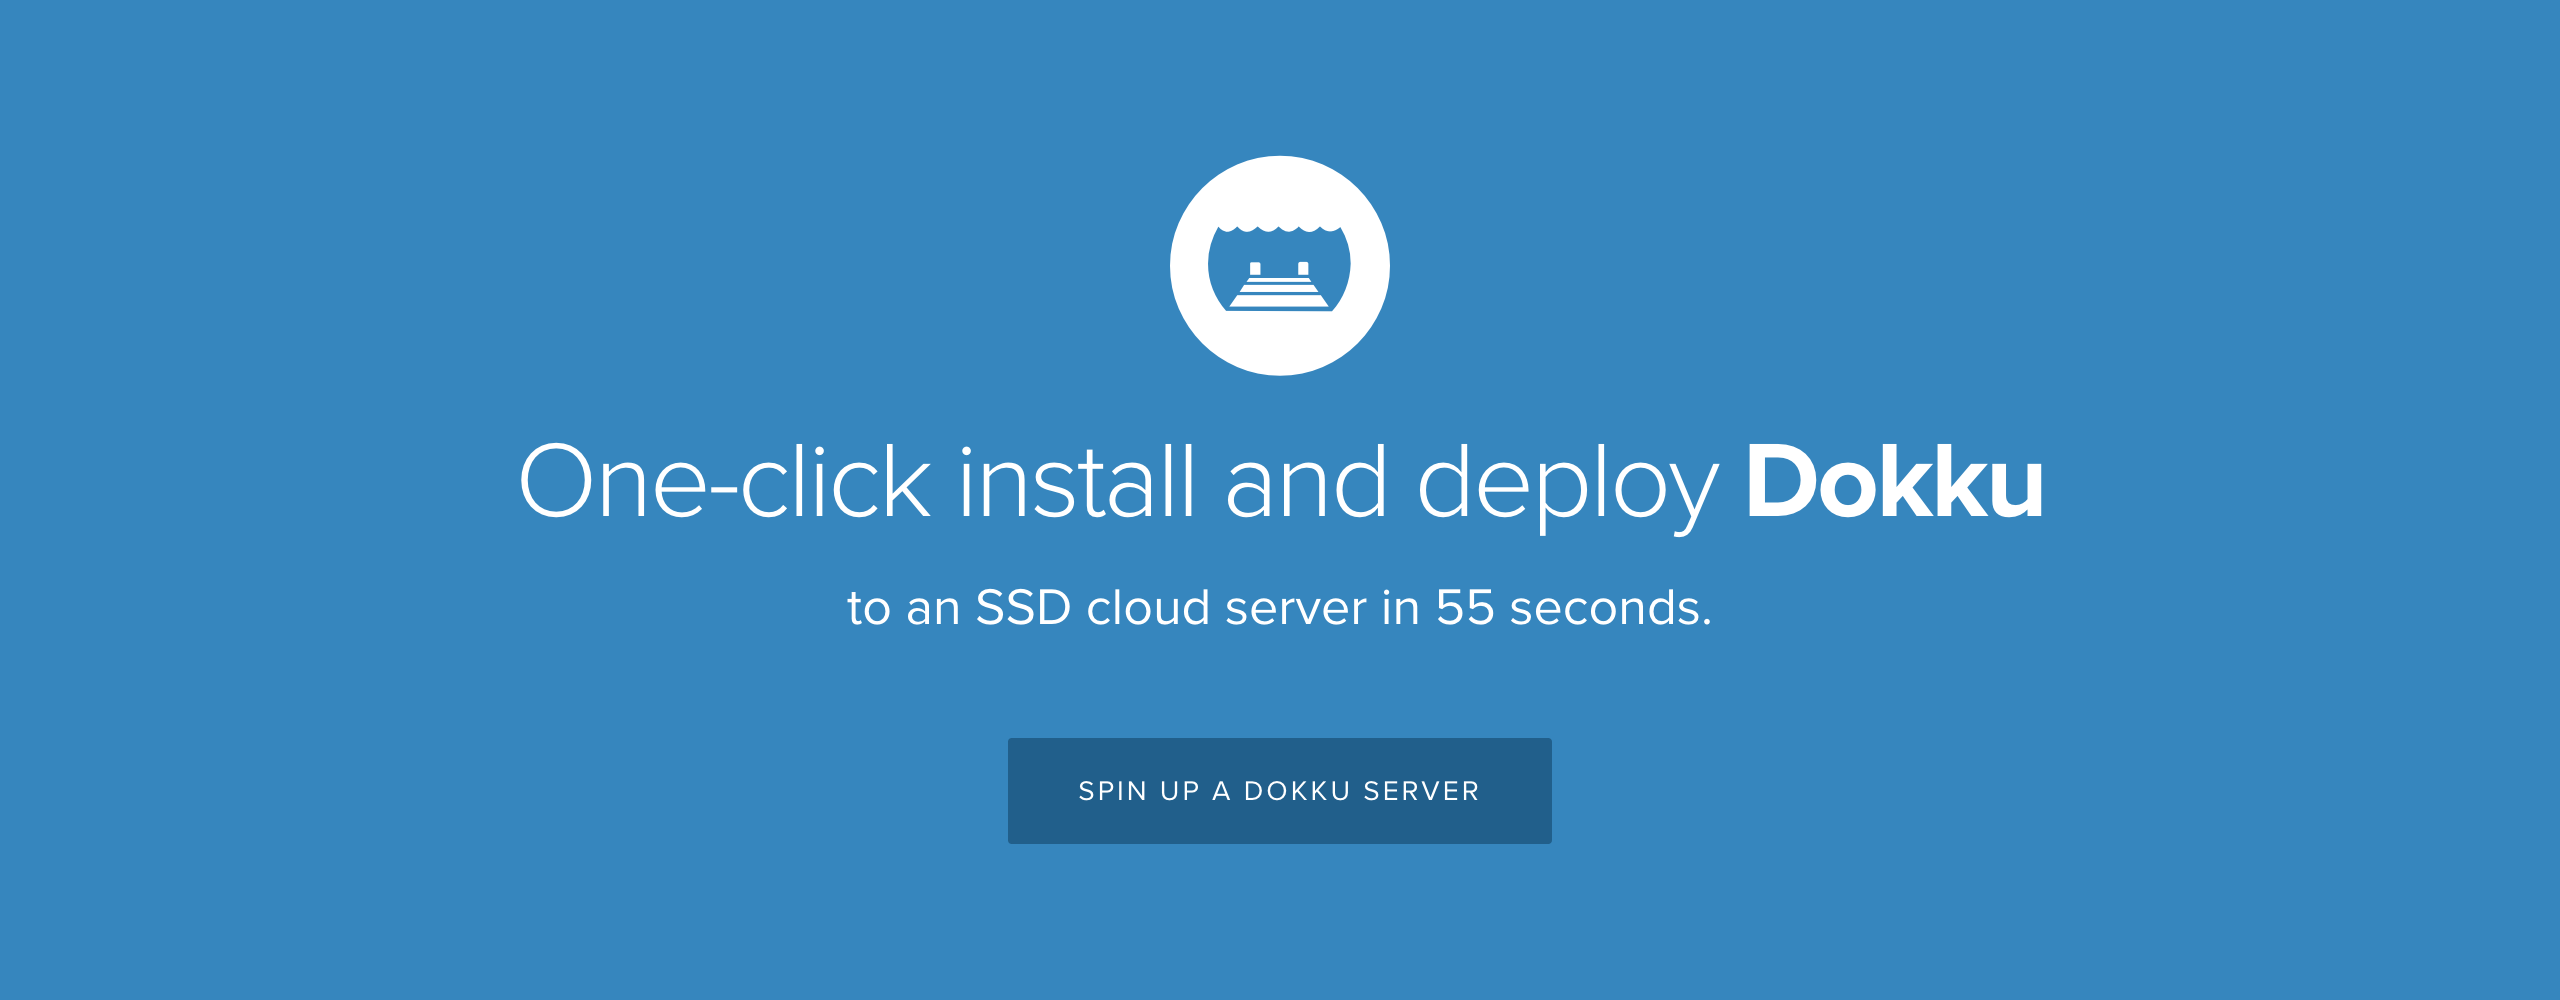 One-click install and deploy Dokku
to an SSD cloud server in 55 seconds.
SPIN UP A DOKKU SERVER